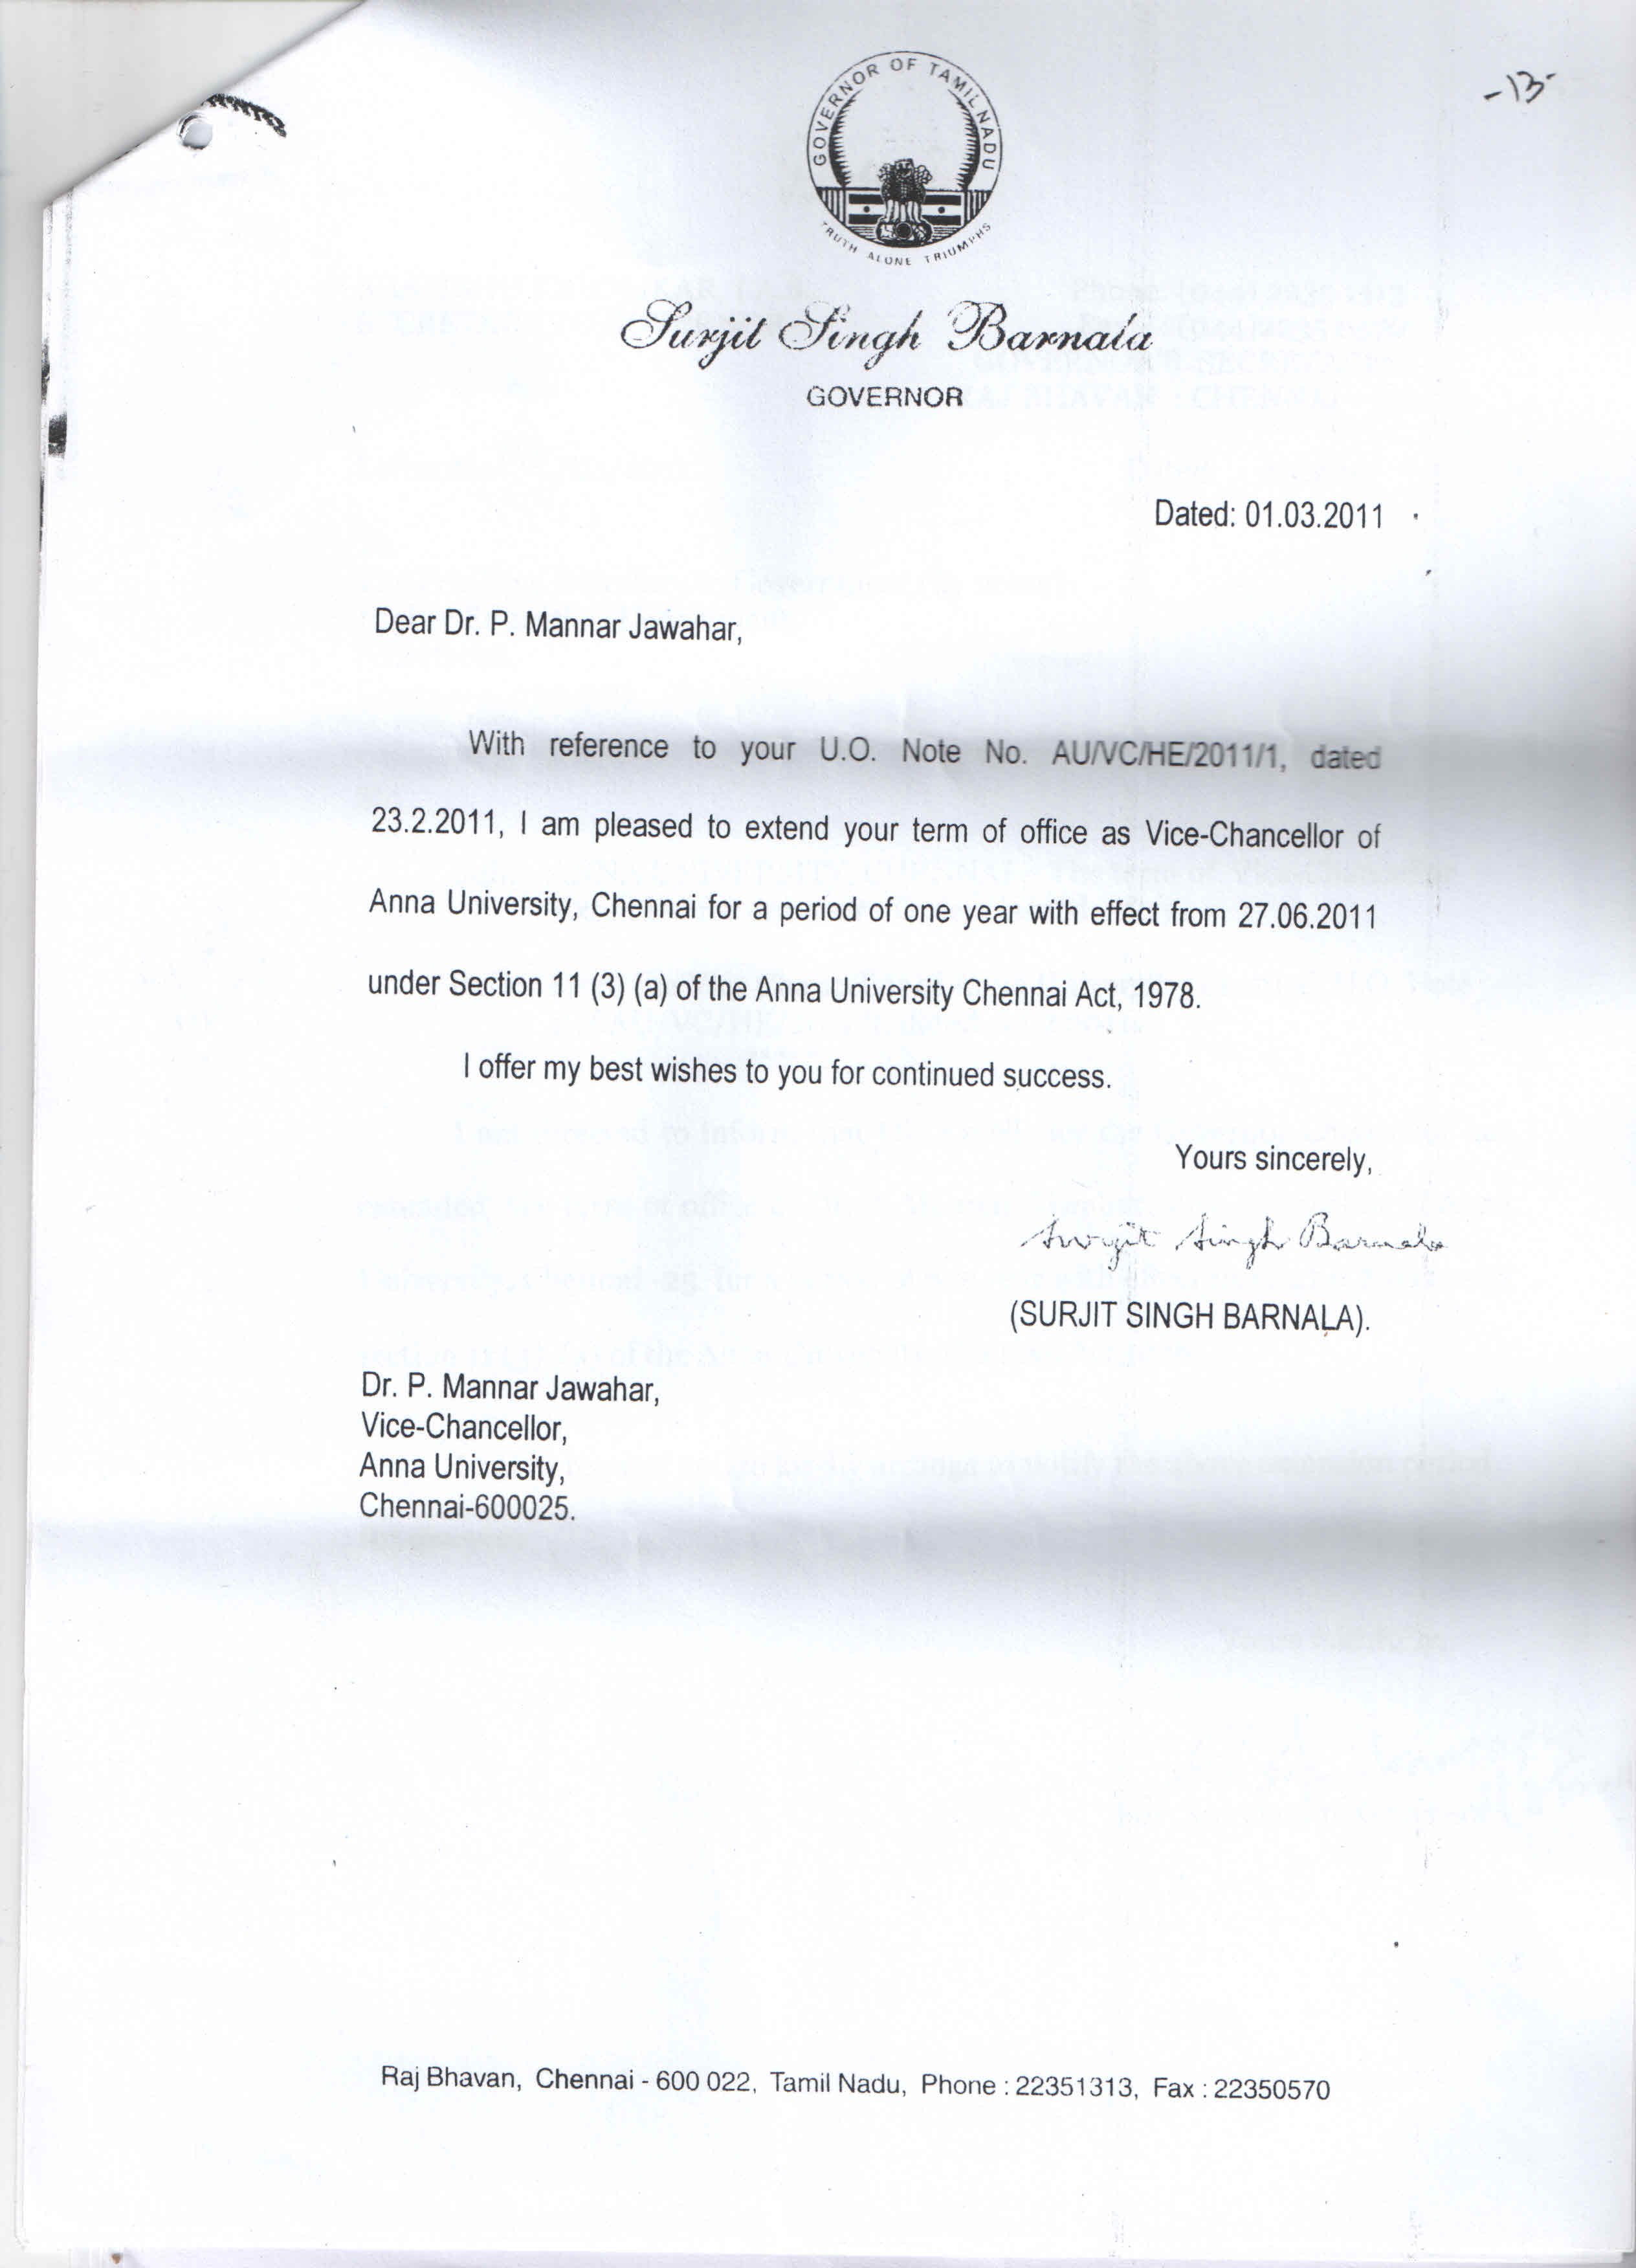 -13-
GOVERNOR OF TAMILNADU
TRUTH ALONE TRIUMPHS
Surjit Singh Barnala
GOVERNOR
Dated: 01.03.2011
Dear Dr. P. Mannar Jawahar,
With reference to your U.O. Note No. AU/VC/HE/2011/1, dated
23.2.2011, I am pleased to extend your term of office as Vice-Chancellor of
Anna University, Chennai for a period of one year with effect from 27.06.2011
under Section 11 (3) (a) of the Anna University Chennai Act, 1978.
I offer my best wishes to you for continued success.
Yours sincerely,
Surjit Singh Barnala
(SURJIT SINGH BARNALA).
Dr. P. Mannar Jawahar,
Vice-Chancellor,
Anna University,
Chennai-600025.
Raj Bhavan, Chennai - 600 022, Tamil Nadu, Phone : 22351313, Fax : 22350570